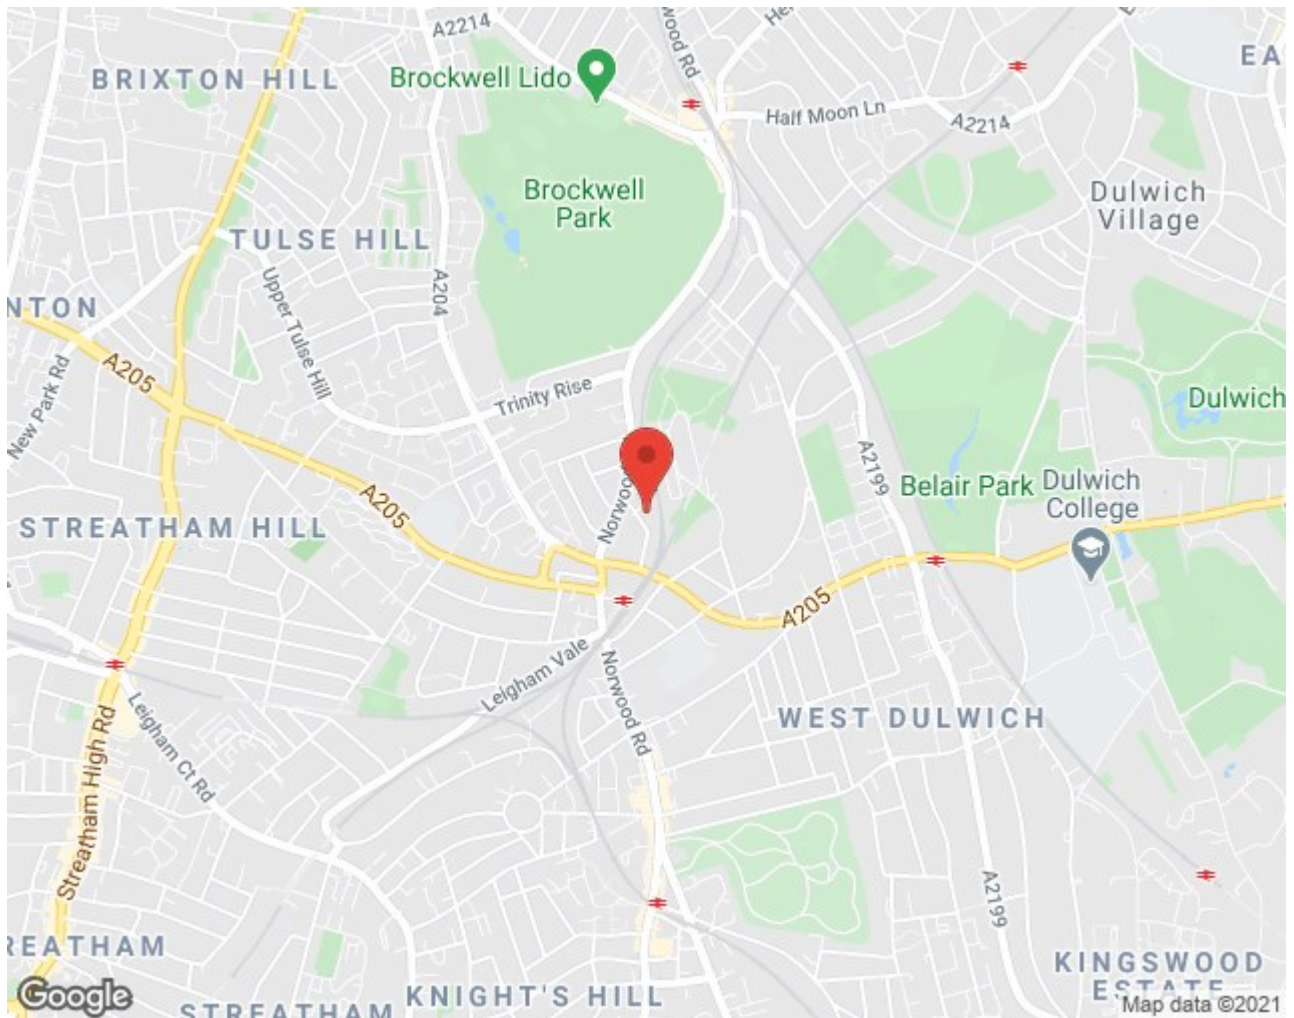 A2214
wood Rd
BRIXTON HILL
Brockwell Lido
EA
Half Moon Ln
A2214
Brockwell
Park
Dulwich
Village
TULSE HILL
A204
Upper Tulse Hill
NTON
A205
New Park Rd
Trinity Rise
Dulwich
A2199
Norwood
Belair Park
Dulwich
College
A205
STREATHAM HILL
A205
Leigham Vale
Norwood Rd
WEST DULWICH
Leigham Ct Rd
Streatham High Rd
A2199
REATHAM
KINGSWOOD
ESTATE
KNIGHT'S HILL
STREATHAM
Google
Map data ©2021